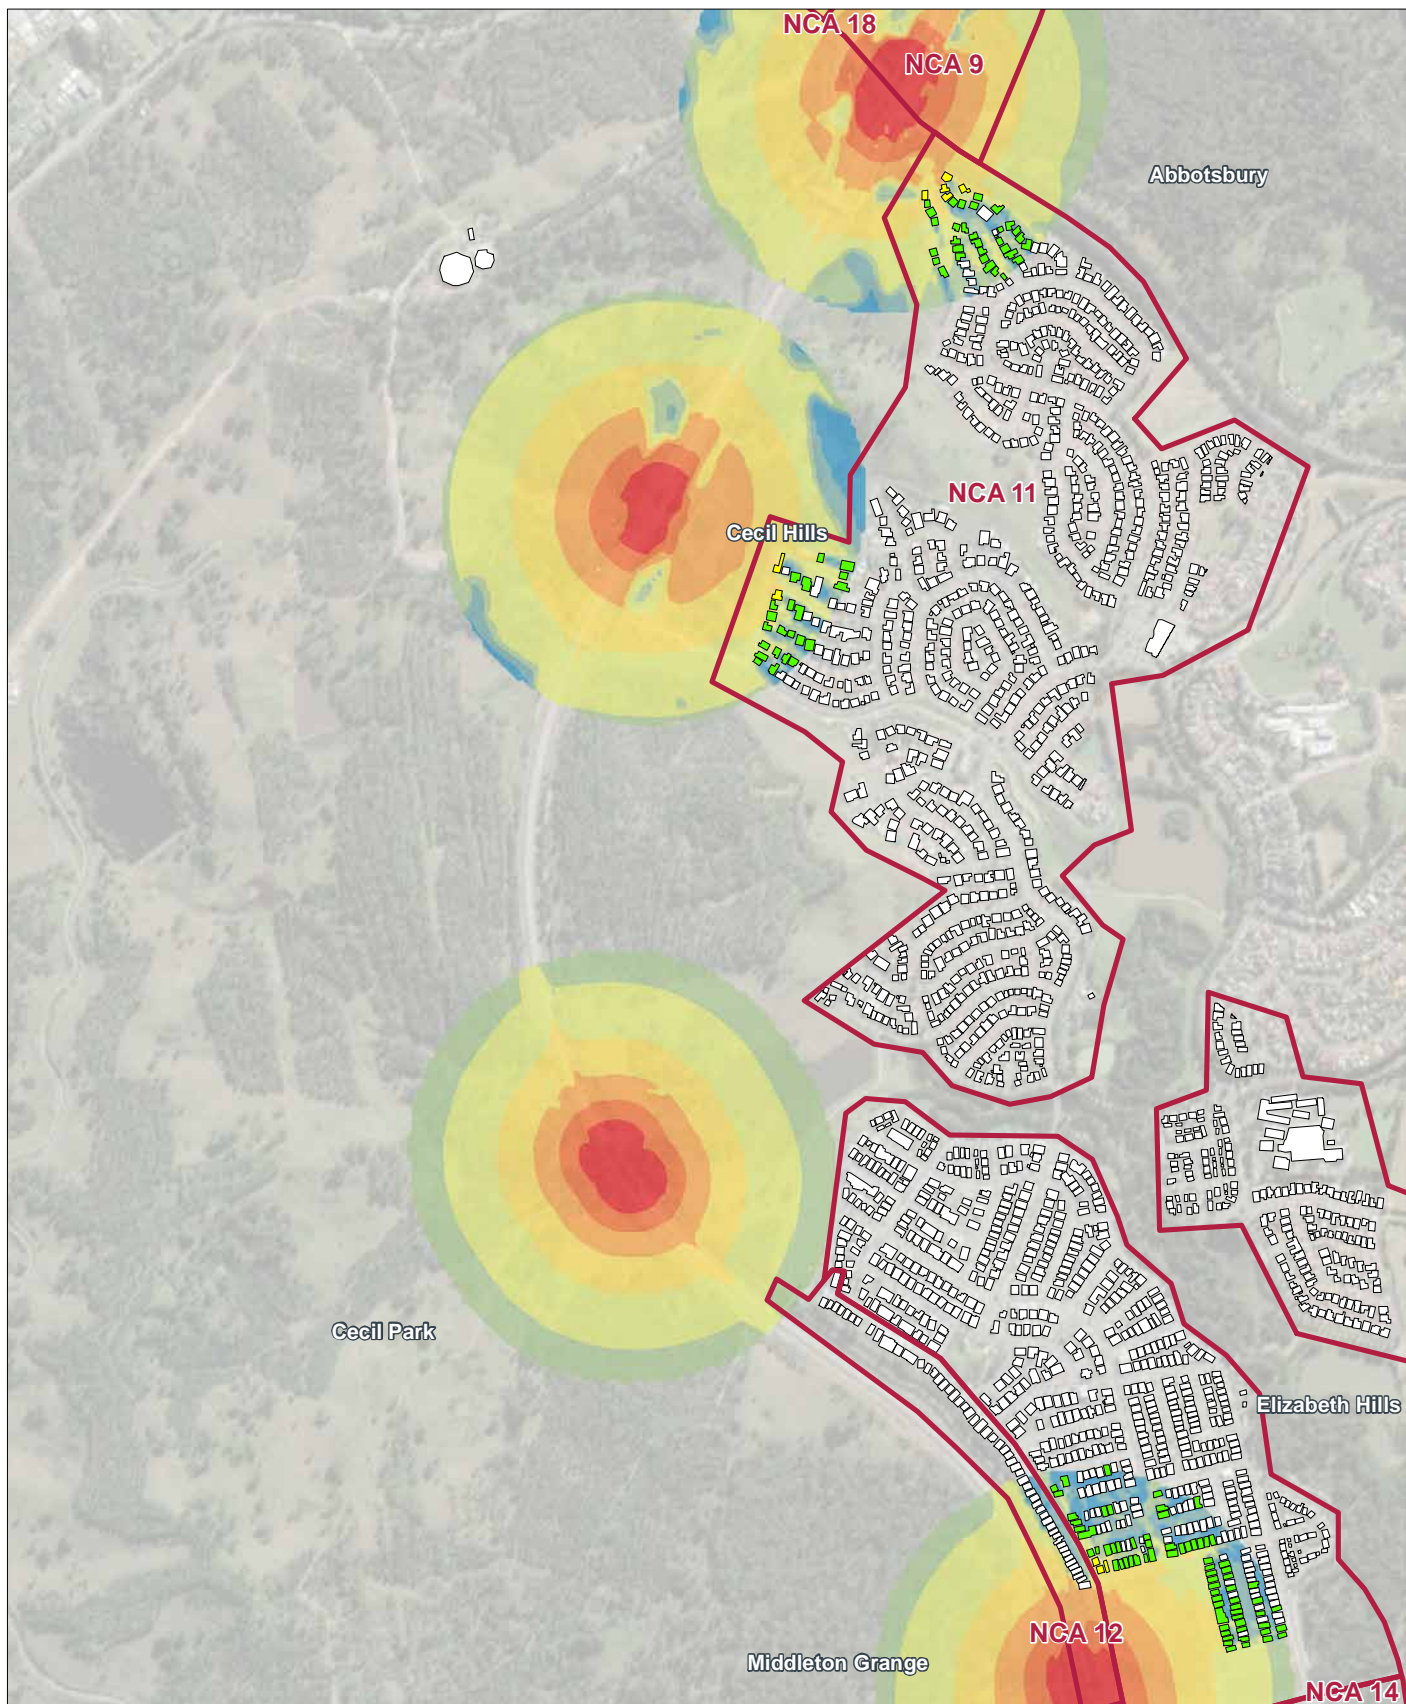 NCA 18
NCA 9
Abbotsbury
NCA 11
Cecil Hills
Cecil Park
Elizabeth Hills
NCA 12
Middleton Grange
NCA 14